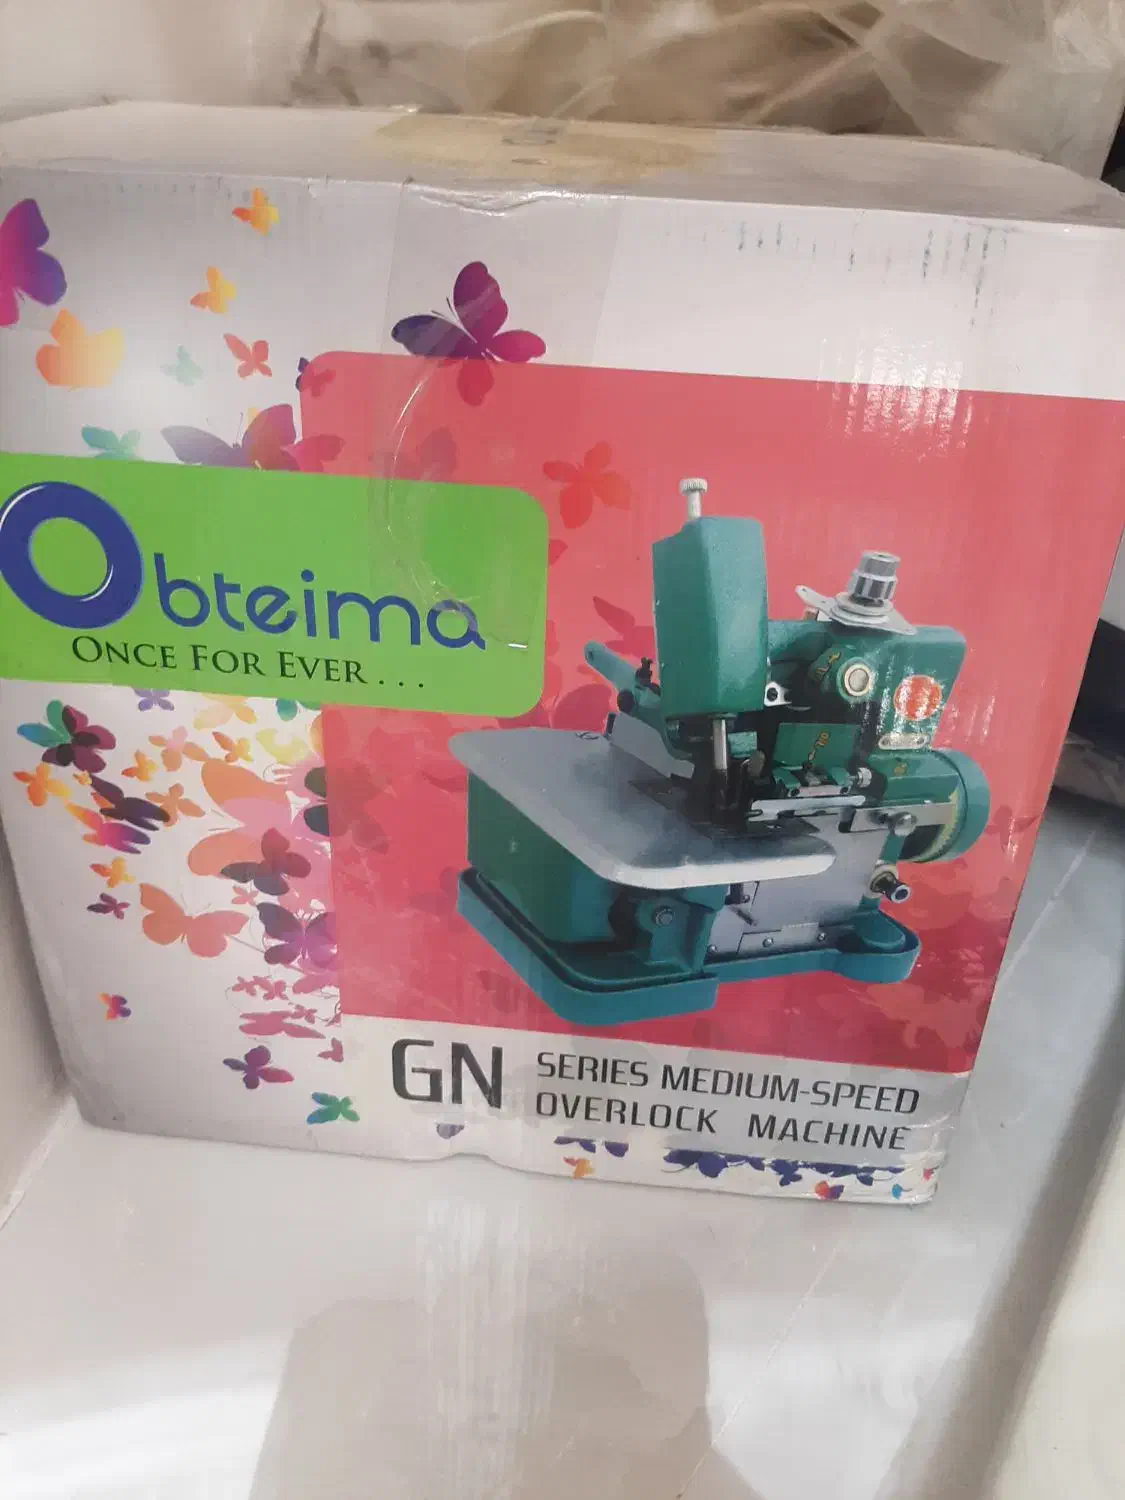 Obteima
ONCE FOR EVER...
GN
SERIES MEDIUM-SPEED
OVERLOCK MACHINE